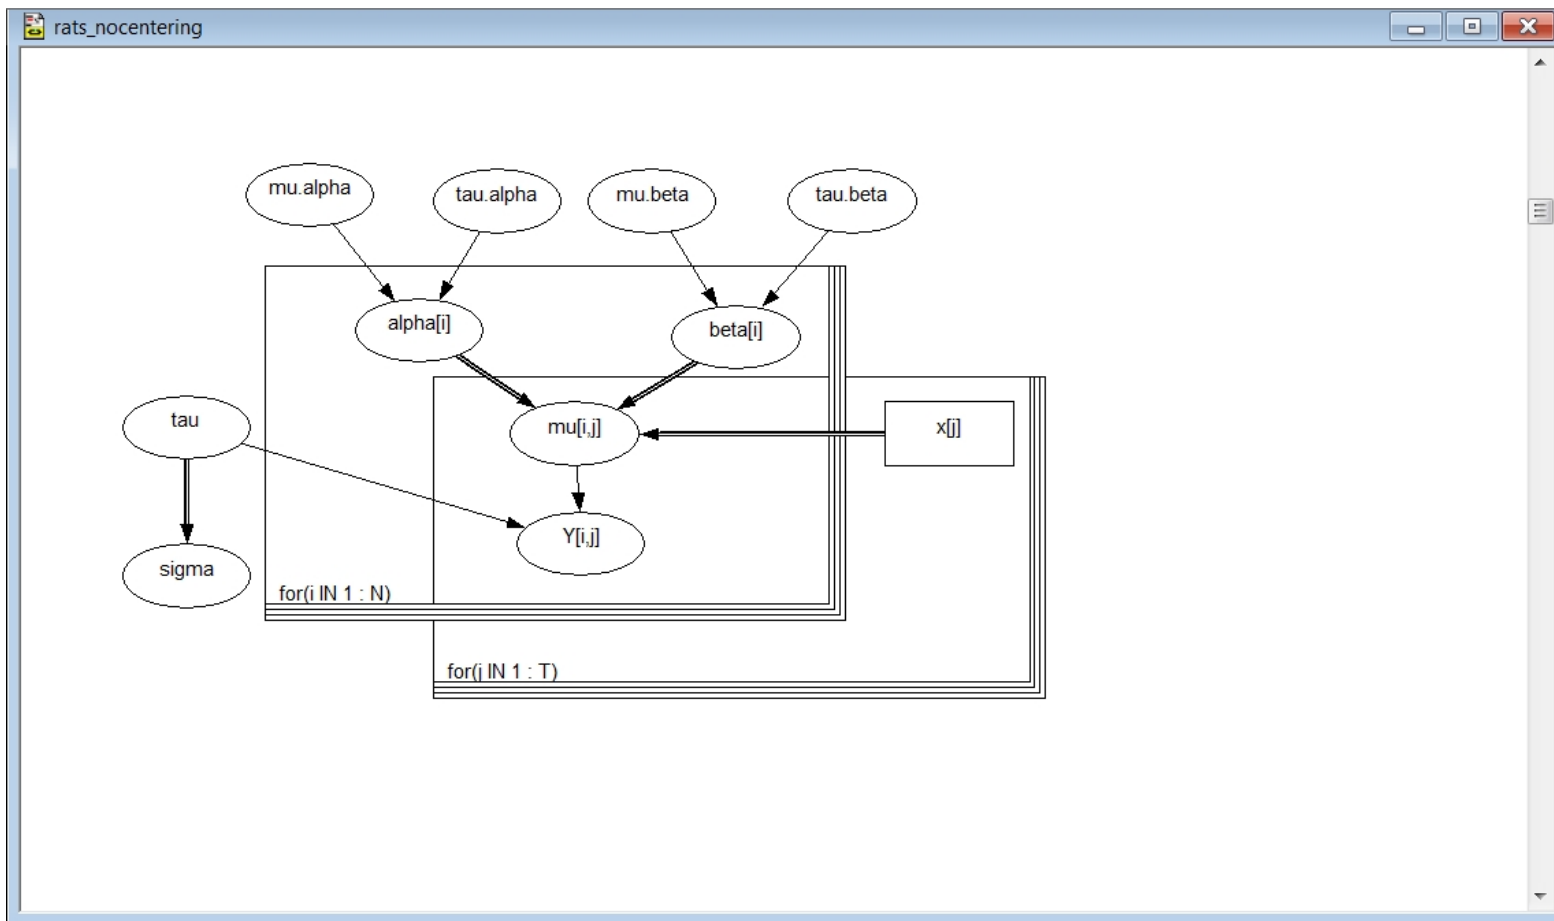 rats_nocentering
mu.alpha
tau.alpha
mu.beta
tau.beta
alpha[i]
beta[i]
tau
mu[i,j]
x[j]
Y[i,j]
sigma
for(i IN 1 : N)
for(j IN 1 : T)